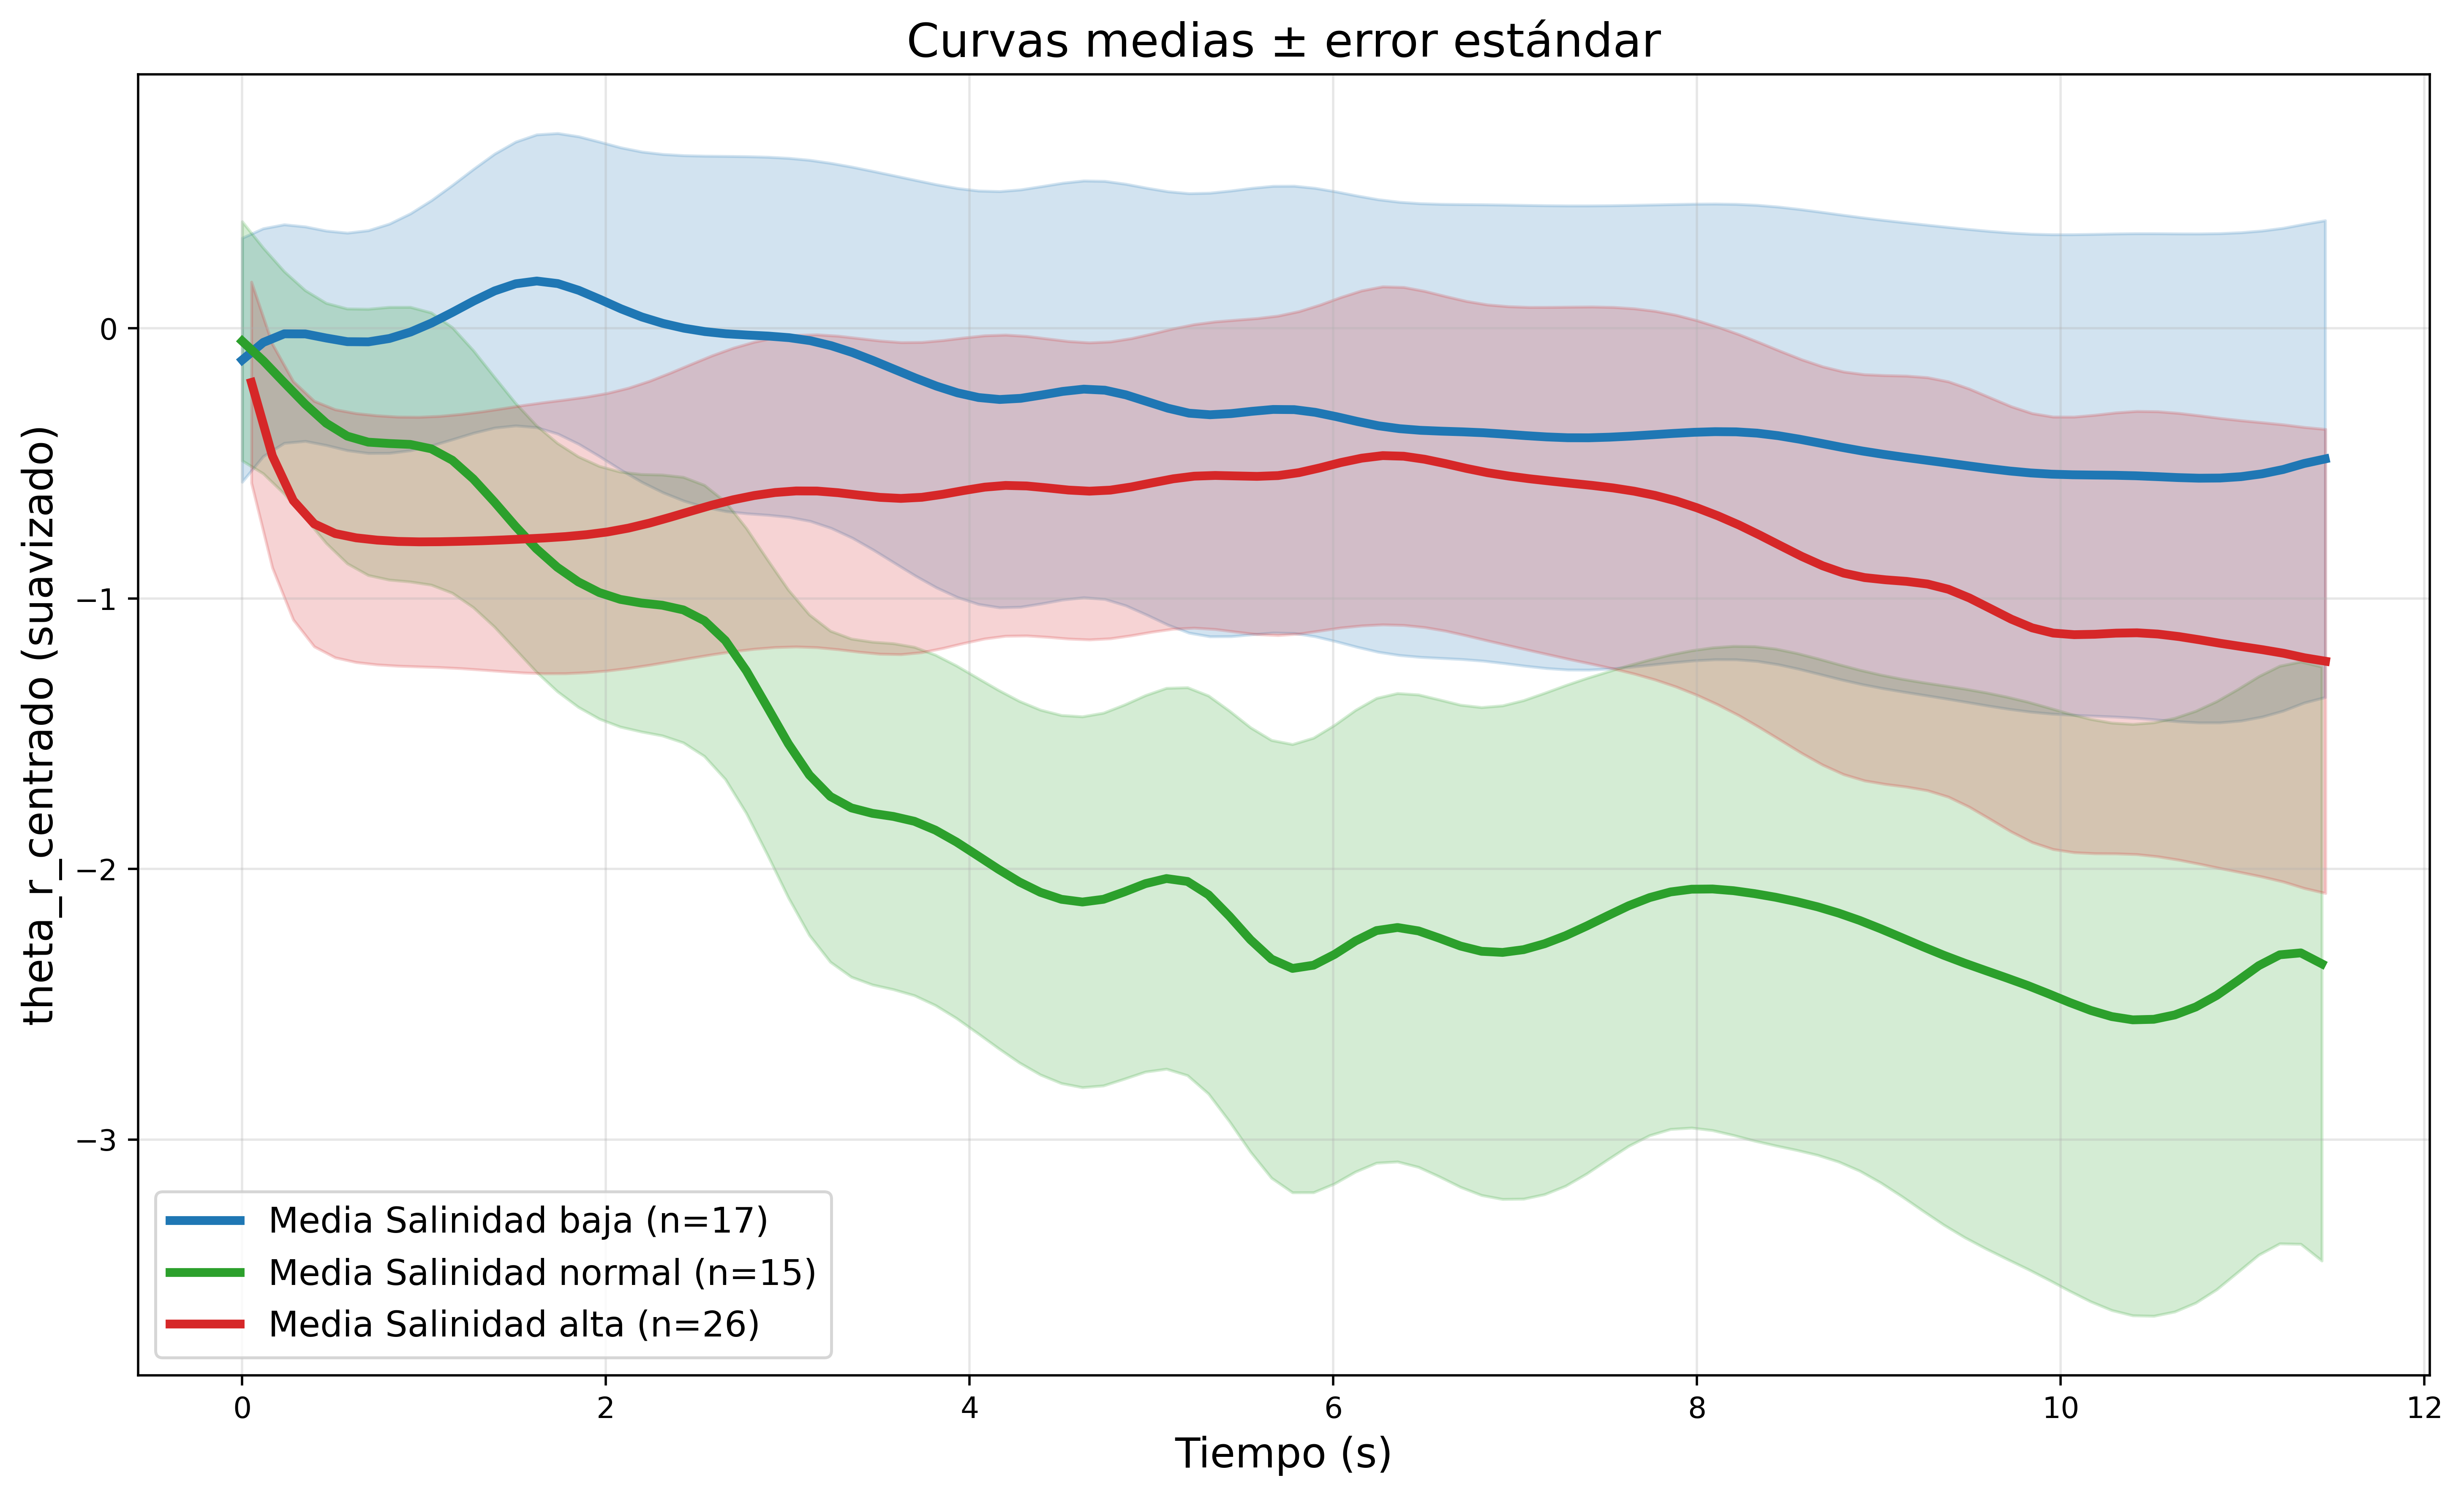 Curvas medias ± error estándar
theta_r_centrado (suavizado)
0
−1
−2
−3
Media Salinidad baja (n=17)
Media Salinidad normal (n=15)
Media Salinidad alta (n=26)
0 2 4 6 8 10 12
Tiempo (s)